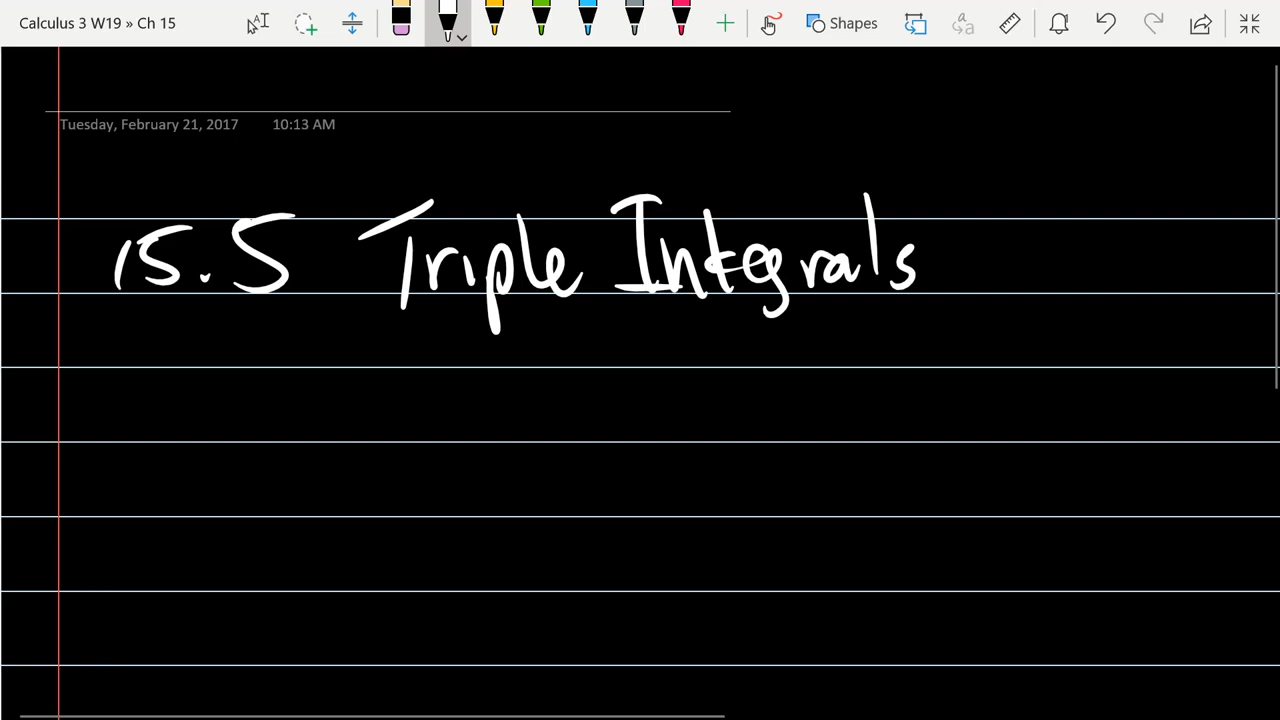 Calculus 3 W19 » Ch 15
Shapes
Tuesday, February 21, 2017 10:13 AM
15.5 Triple Integrals